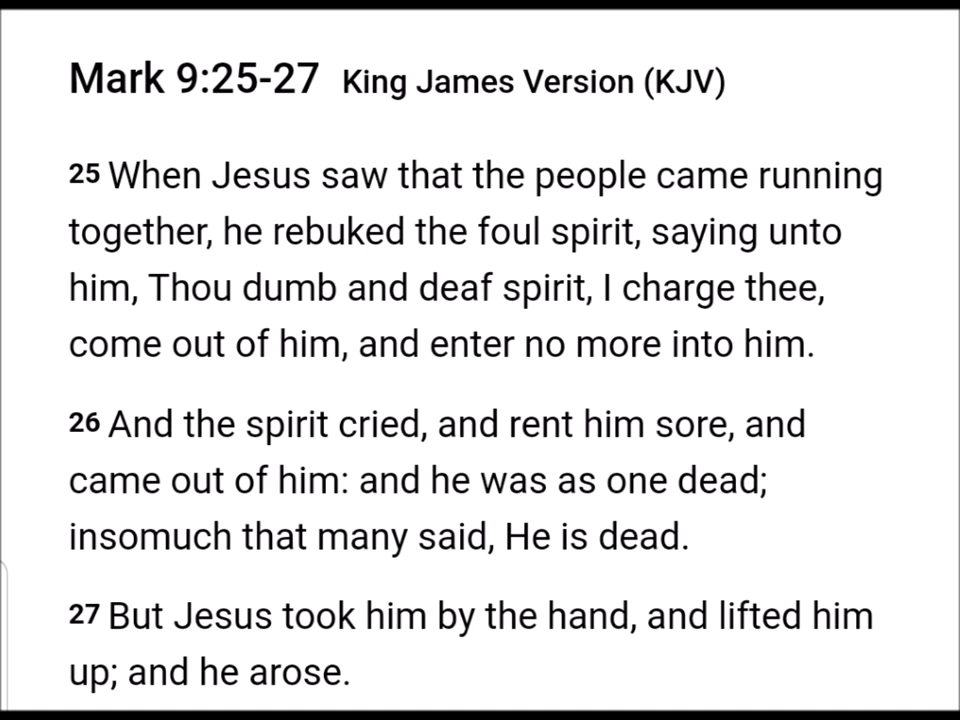 Mark 9:25-27 King James Version (KJV)
25 When Jesus saw that the people came running
together, he rebuked the foul spirit, saying unto
him, Thou dumb and deaf spirit, I charge thee,
come out of him, and enter no more into him.
26 And the spirit cried, and rent him sore, and
came out of him: and he was as one dead;
insomuch that many said, He is dead.
27 But Jesus took him by the hand, and lifted him
up; and he arose.